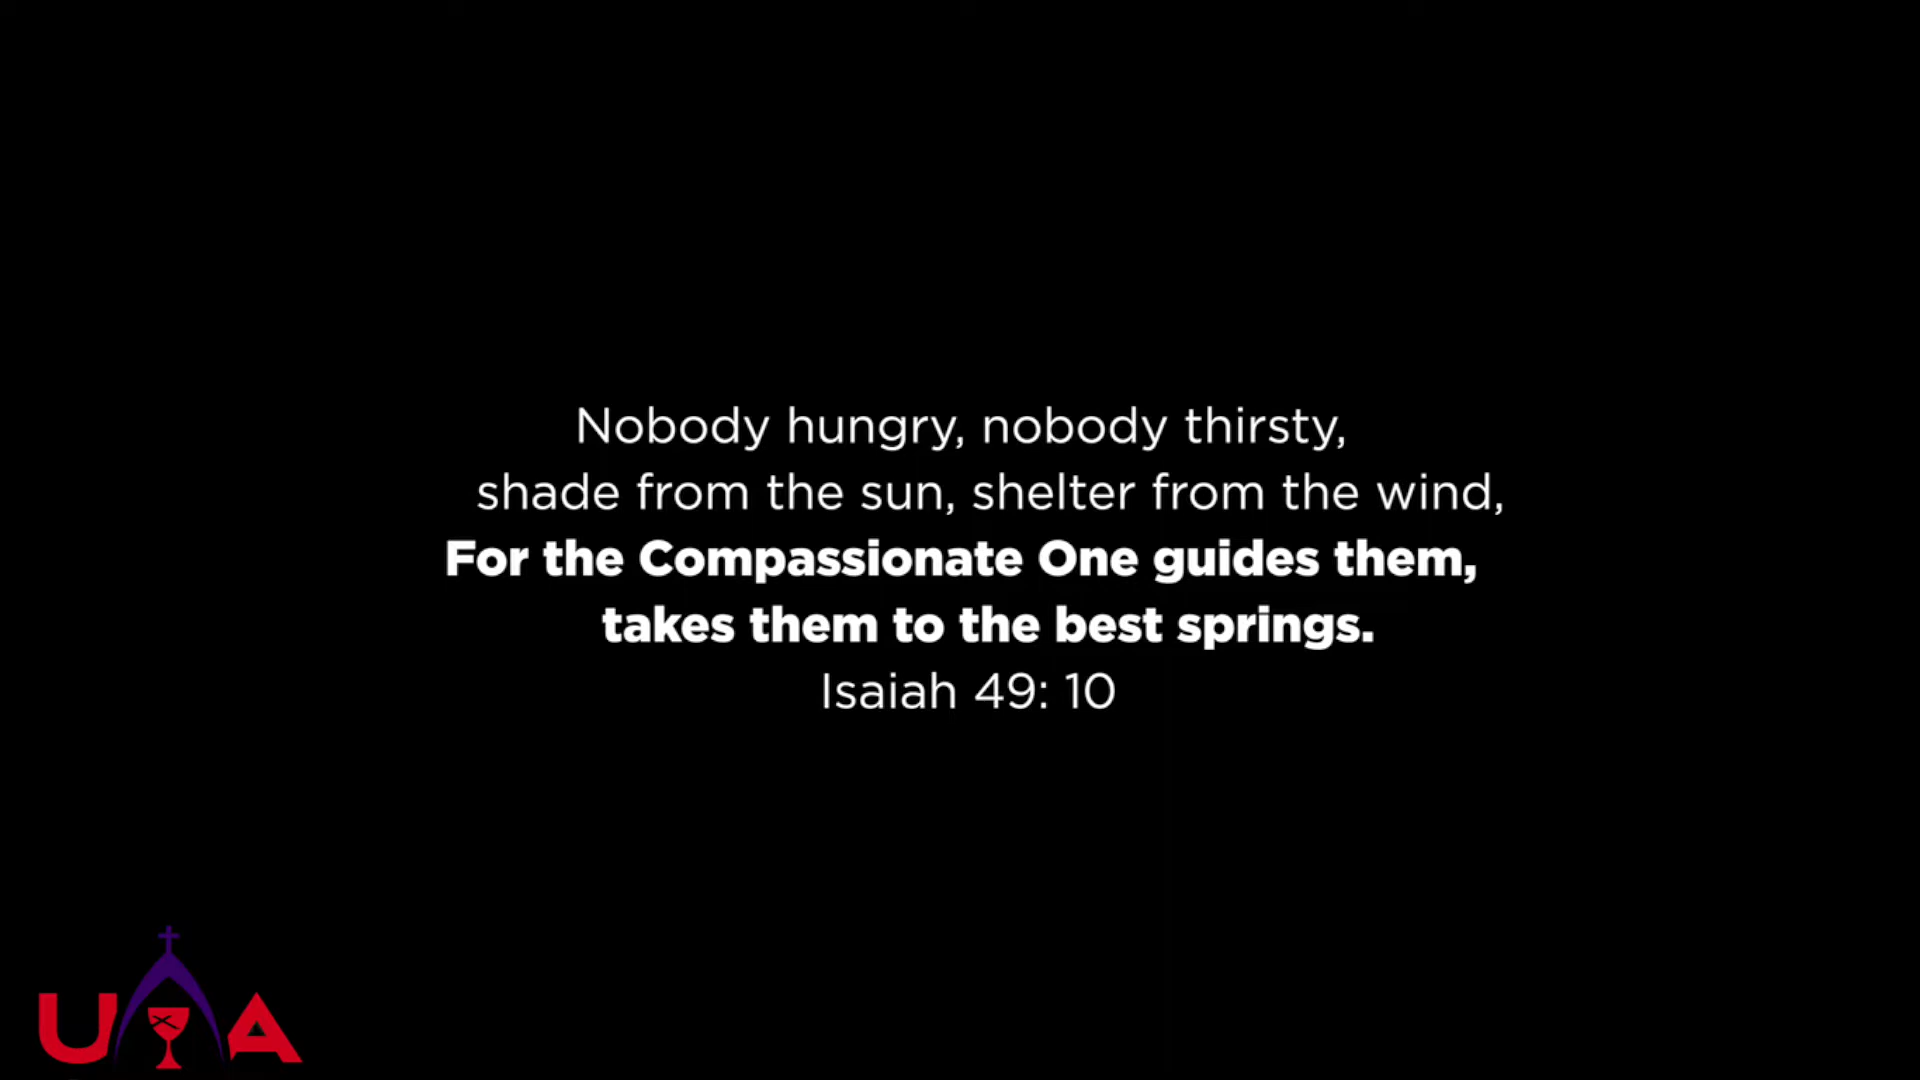 Nobody hungry, nobody thirsty,
shade from the sun, shelter from the wind,
For the Compassionate One guides them,
takes them to the best springs.
Isaiah 49: 10
U A